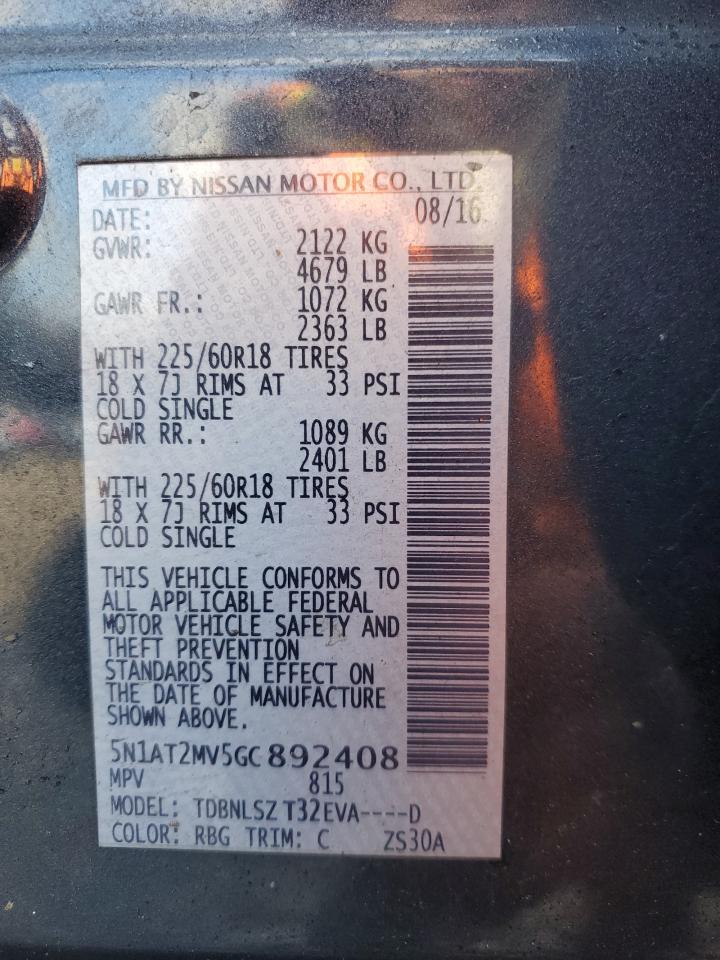 MFD BY NISSAN MOTOR CO., LTD.
DATE: 08/16
GVWR: 2122 KG
4679 LB
GAWR FR.: 1072 KG
2363 LB
WITH 225/60R18 TIRES
18 X 7J RIMS AT 33 PSI
COLD SINGLE
GAWR RR.: 1089 KG
2401 LB
WITH 225/60R18 TIRES
18 X 7J RIMS AT 33 PSI
COLD SINGLE
THIS VEHICLE CONFORMS TO
ALL APPLICABLE FEDERAL
MOTOR VEHICLE SAFETY AND
THEFT PREVENTION
STANDARDS IN EFFECT ON
THE DATE OF MANUFACTURE
SHOWN ABOVE.
5N1AT2MV5GC892408
MPV 815
MODEL: TDBNLSZ T32EVA----D
COLOR: RBG TRIM: C ZS30A